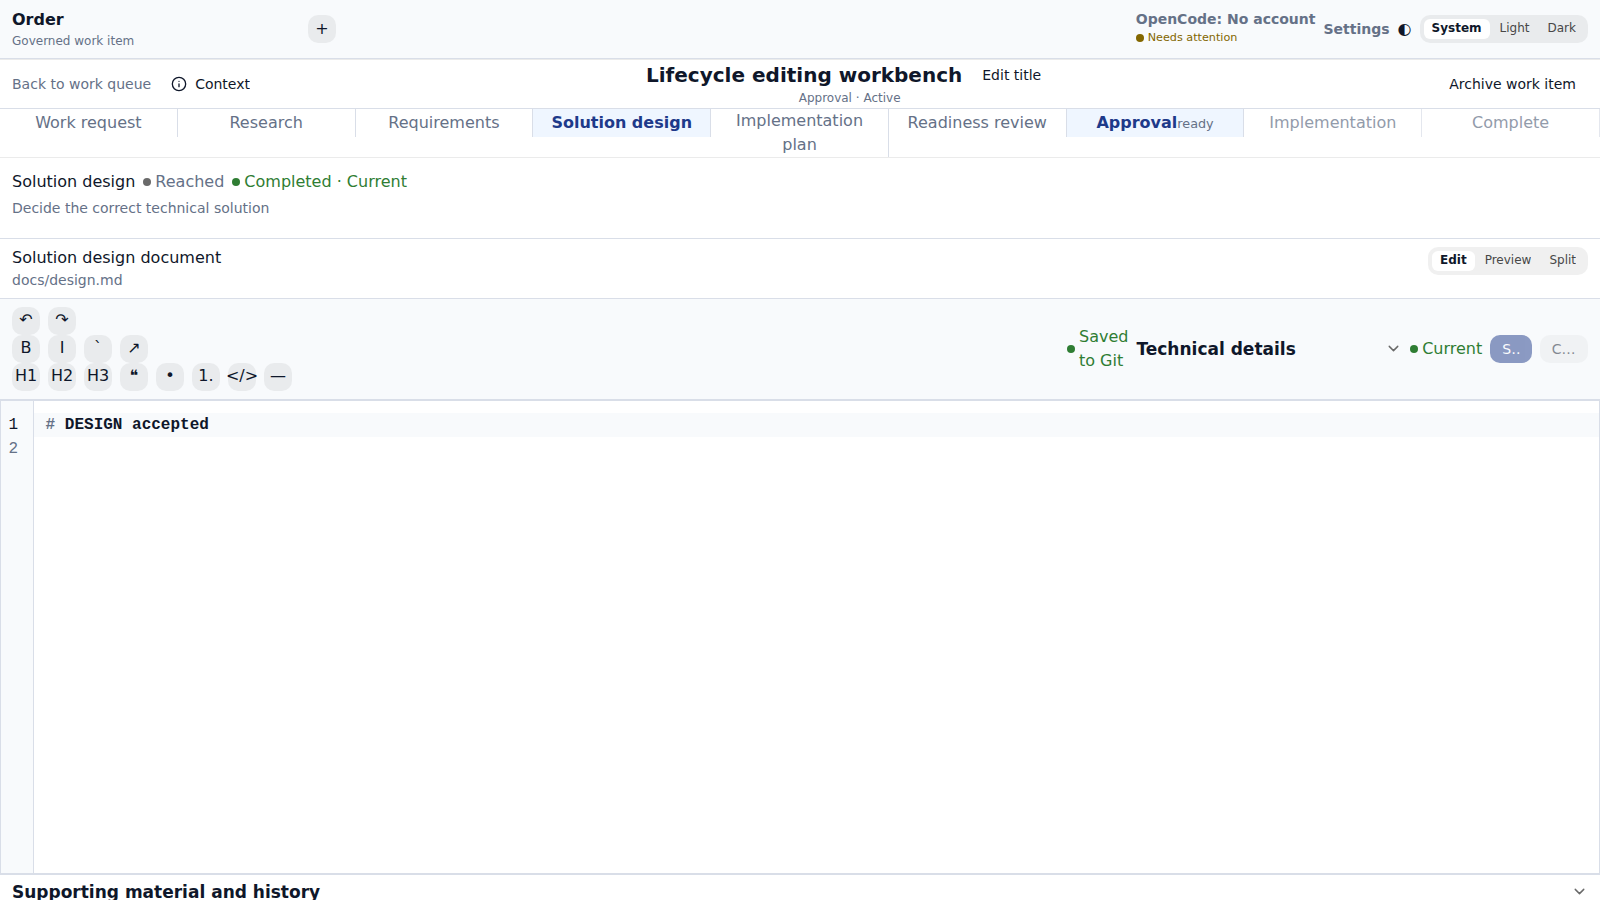 Order
Governed work item
+
OpenCode: No account
Needs attention
Settings
System Light Dark
Back to work queue
Context
Lifecycle editing workbench
Edit title
Approval · Active
Archive work item
Work request
Research
Requirements
Solution design
Implementation
plan
Readiness review
Approvalready
Implementation
Complete
Solution design Reached Completed · Current
Decide the correct technical solution
Solution design document
docs/design.md
Edit Preview Split
↶ ↷
B I ` ↗
H1 H2 H3 ❝ • 1. </> —
Saved
to Git
Technical details
Current
S..
C...
1 # DESIGN accepted
2
Supporting material and history